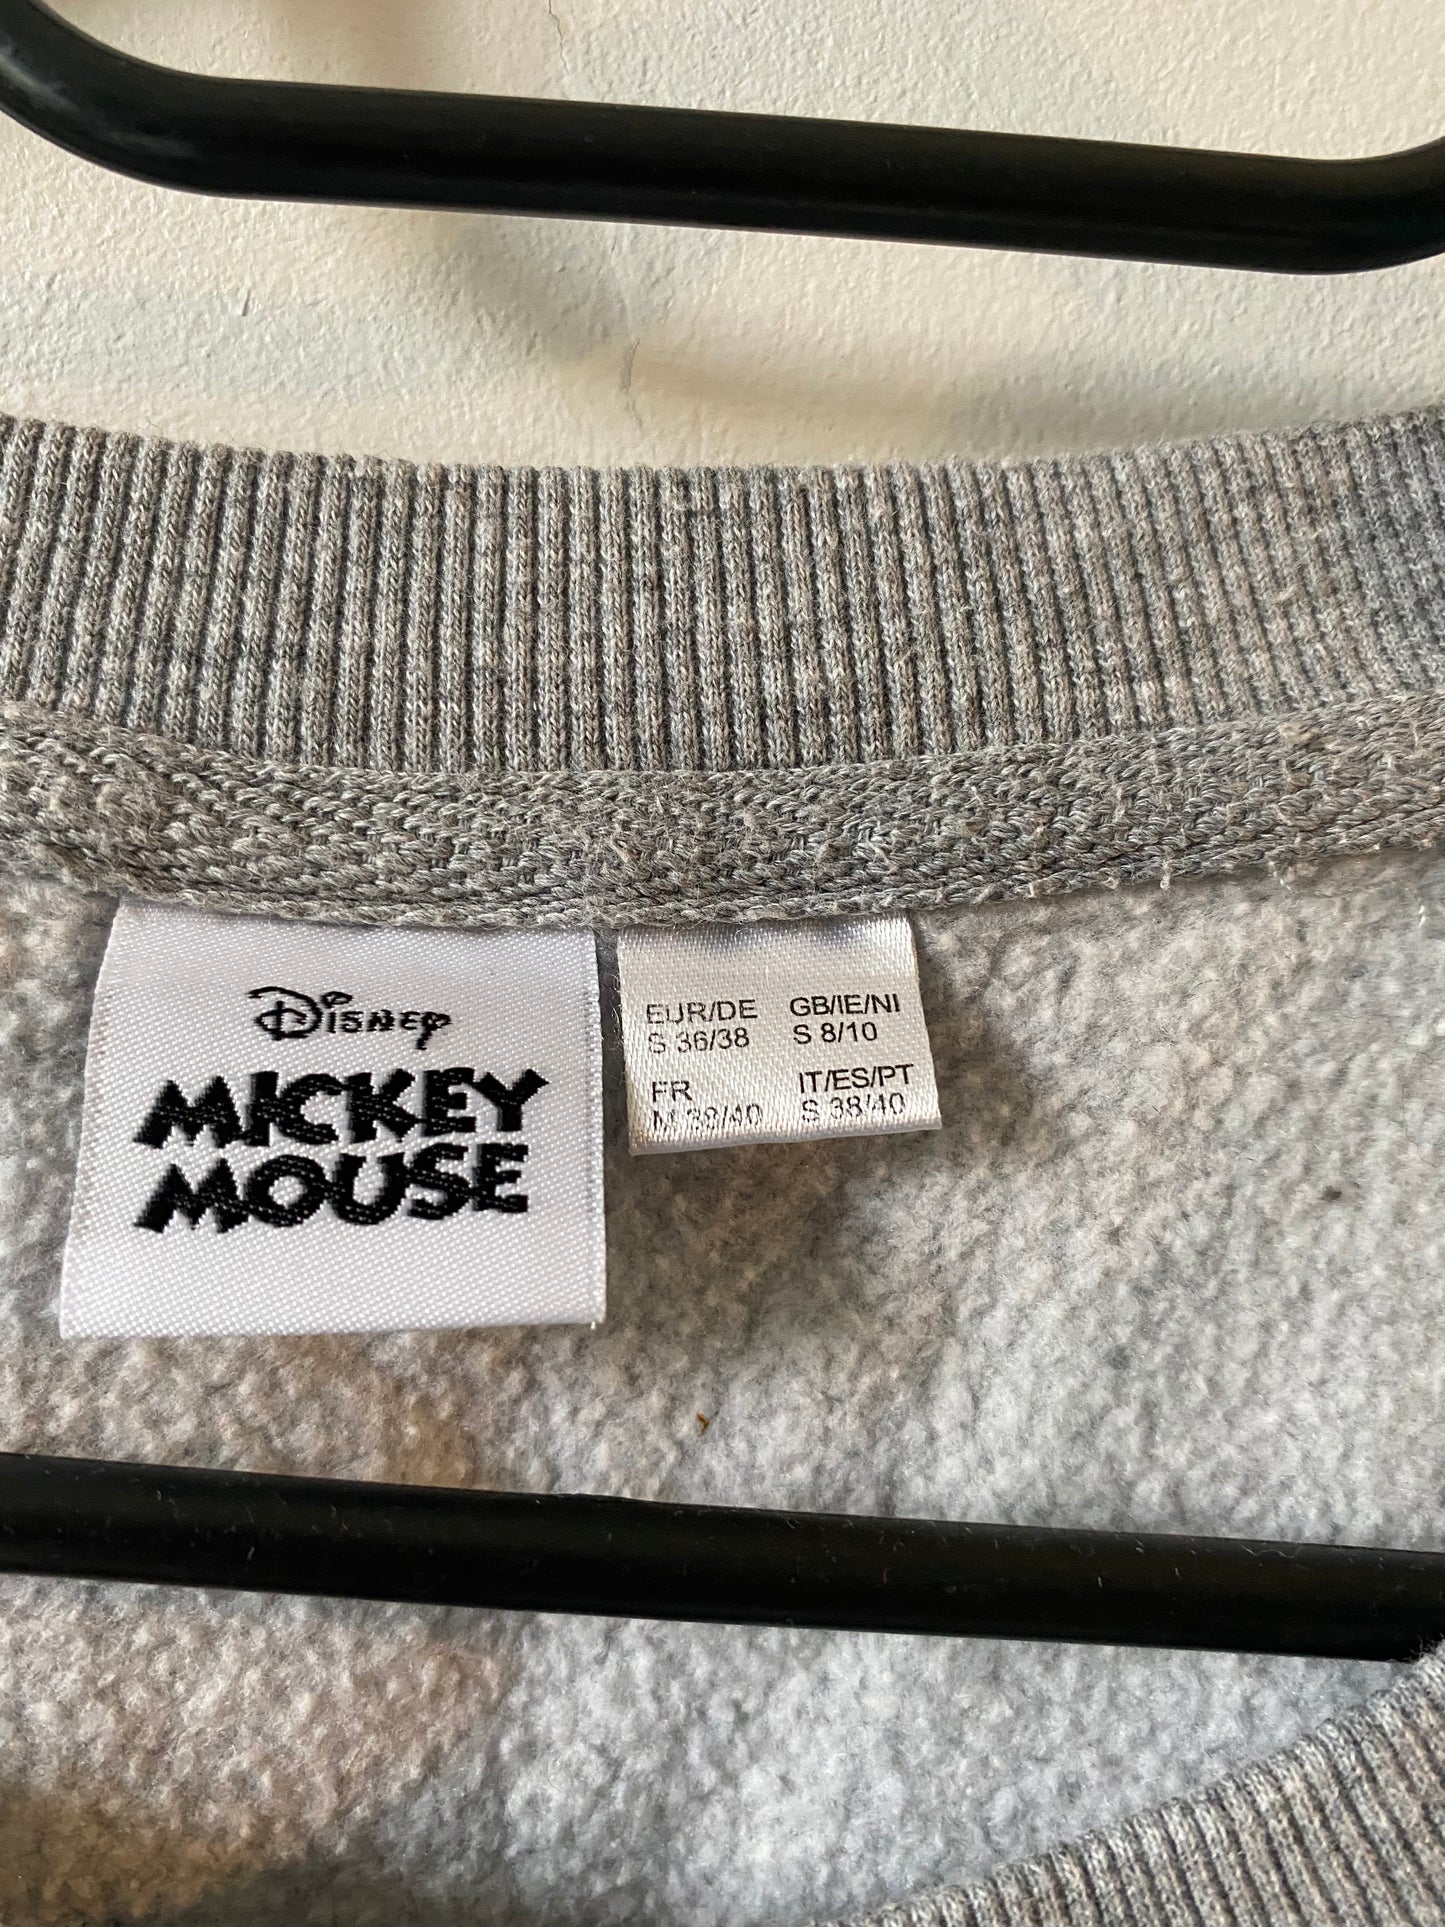 Disney
MICKEY
MOUSE
EUR/DE GB/IE/NI
S 36/38 S 8/10
FR IT/ES/PT
M 38/40 S 38/40